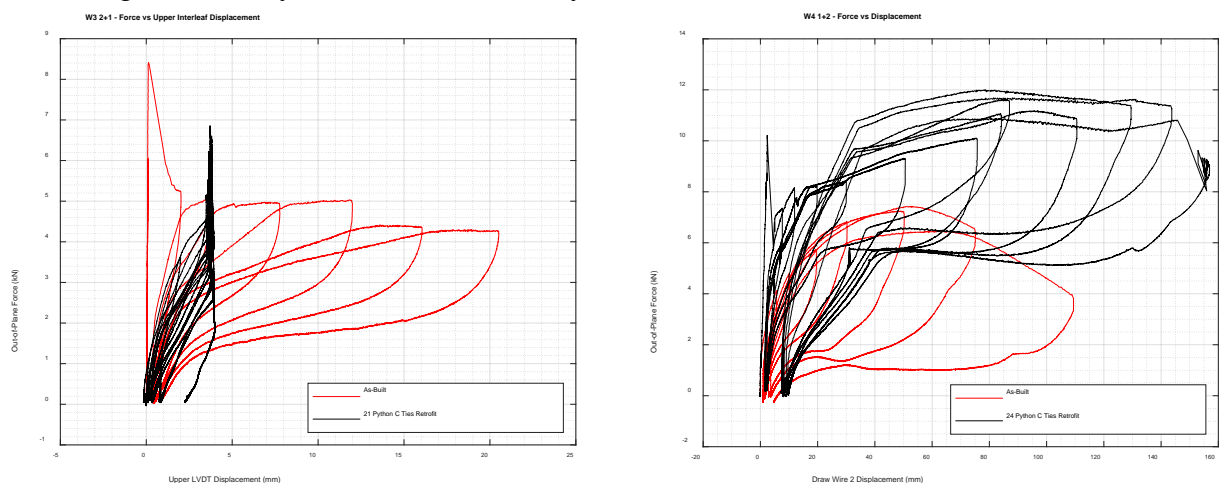 W3 2+1 - Force vs Upper Interleaf Displacement
9
8
7
6
5
4
3
2
1
0
-1
Out-of-Plane Force (kN)
-5 0 5 10 15 20 25
Upper LVDT Displacement (mm)
As-Built
21 Python C Ties Retrofit
W4 1+2 - Force vs Displacement
14
12
10
8
6
4
2
0
-2
Out-of-Plane Force (kN)
-20 0 20 40 60 80 100 120 140 160
Draw Wire 2 Displacement (mm)
As-Built
24 Python C Ties Retrofit